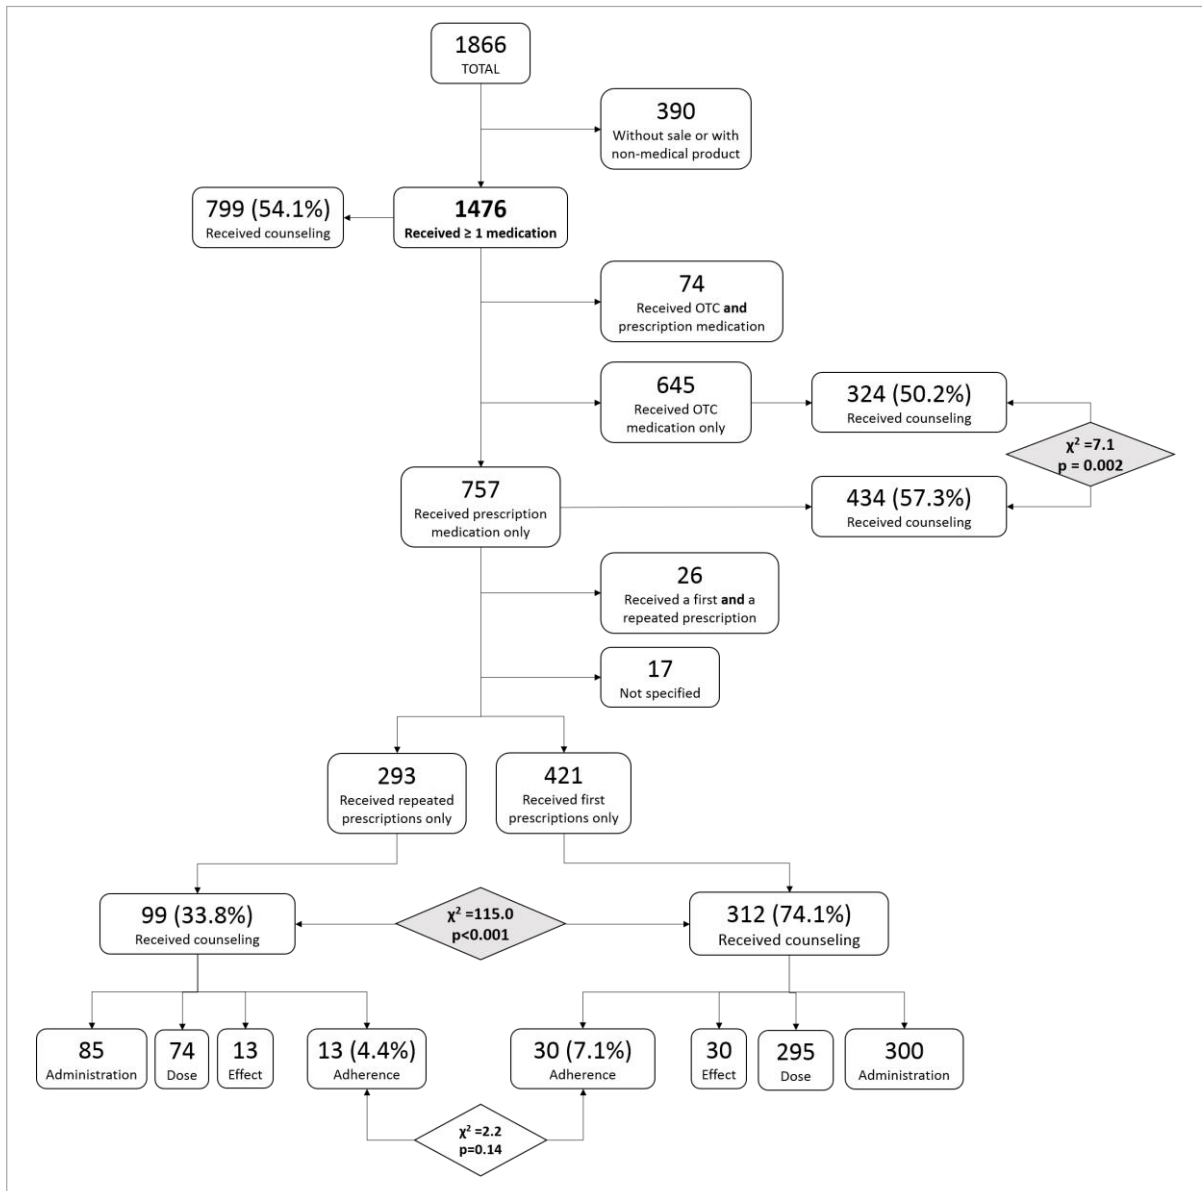 1866
TOTAL
390
Without sale or with
non-medical product
799 (54.1%)
Received counseling
1476
Received ≥ 1 medication
74
Received OTC and
prescription medication
645
Received OTC
medication only
324 (50.2%)
Received counseling
χ² =7.1
p = 0.002
757
Received prescription
medication only
434 (57.3%)
Received counseling
26
Received a first and a
repeated prescription
17
Not specified
293
Received repeated
prescriptions only
421
Received first
prescriptions only
99 (33.8%)
Received counseling
χ² =115.0
p<0.001
312 (74.1%)
Received counseling
85
Administration
74
Dose
13
Effect
13 (4.4%)
Adherence
30 (7.1%)
Adherence
30
Effect
295
Dose
300
Administration
χ² =2.2
p=0.14